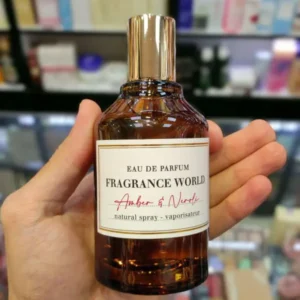 EAU DE PARFUM
FRAGRANCE WORLD
Amber & Neroli
natural spray - vaporisateur